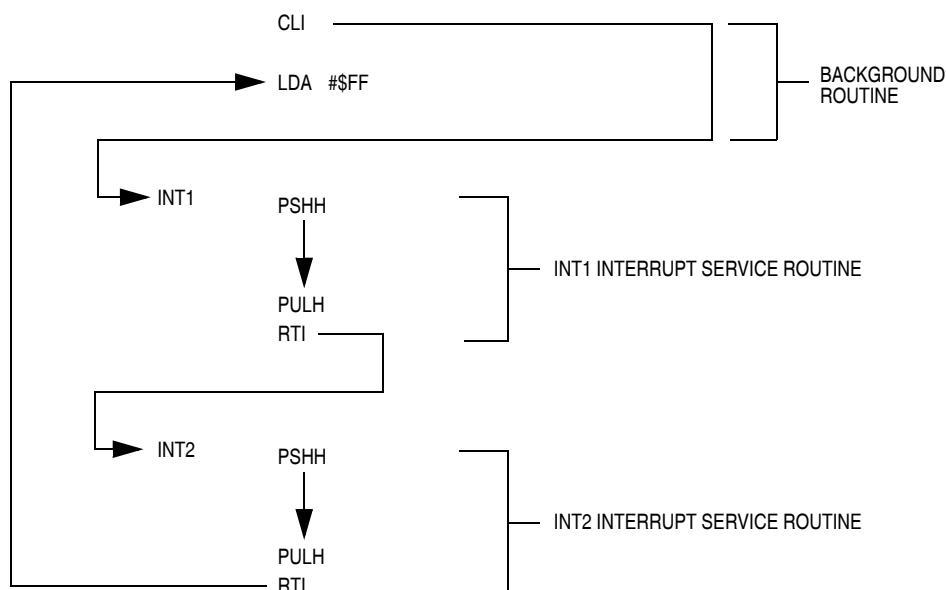 CLI
LDA #$FF
BACKGROUND
ROUTINE
INT1
PSHH
INT1 INTERRUPT SERVICE ROUTINE
PULH
RTI
INT2
PSHH
INT2 INTERRUPT SERVICE ROUTINE
PULH
RTI